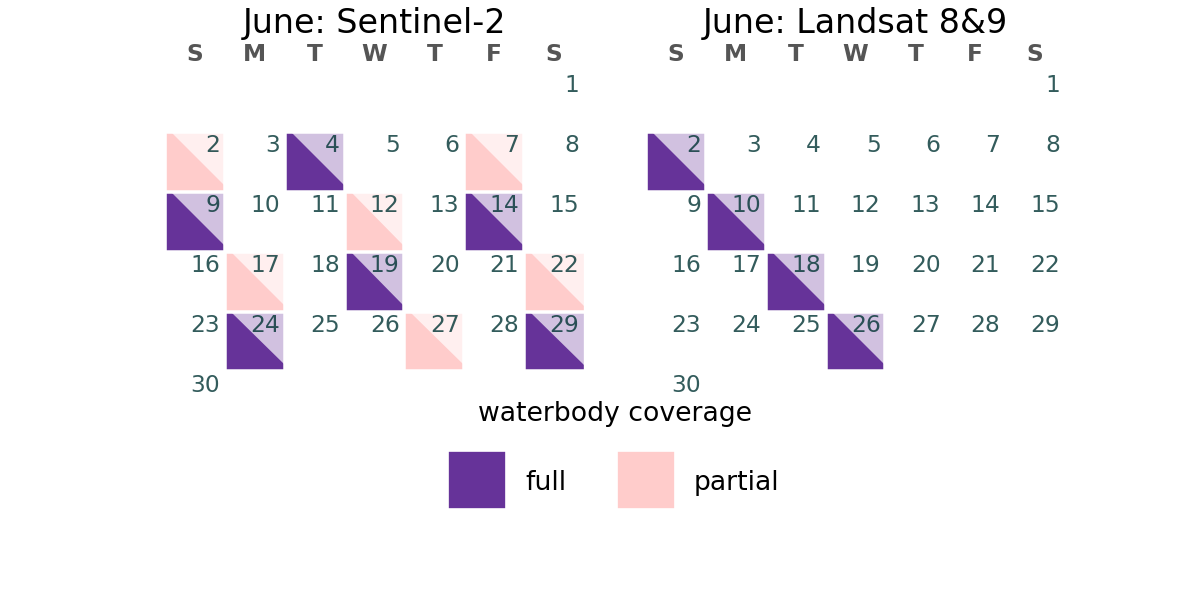 June: Sentinel-2
S M T W T F S
1
2 3 4 5 6 7 8
9 10 11 12 13 14 15
16 17 18 19 20 21 22
23 24 25 26 27 28 29
30
June: Landsat 8&9
S M T W T F S
1
2 3 4 5 6 7 8
9 10 11 12 13 14 15
16 17 18 19 20 21 22
23 24 25 26 27 28 29
30
waterbody coverage
full
partial